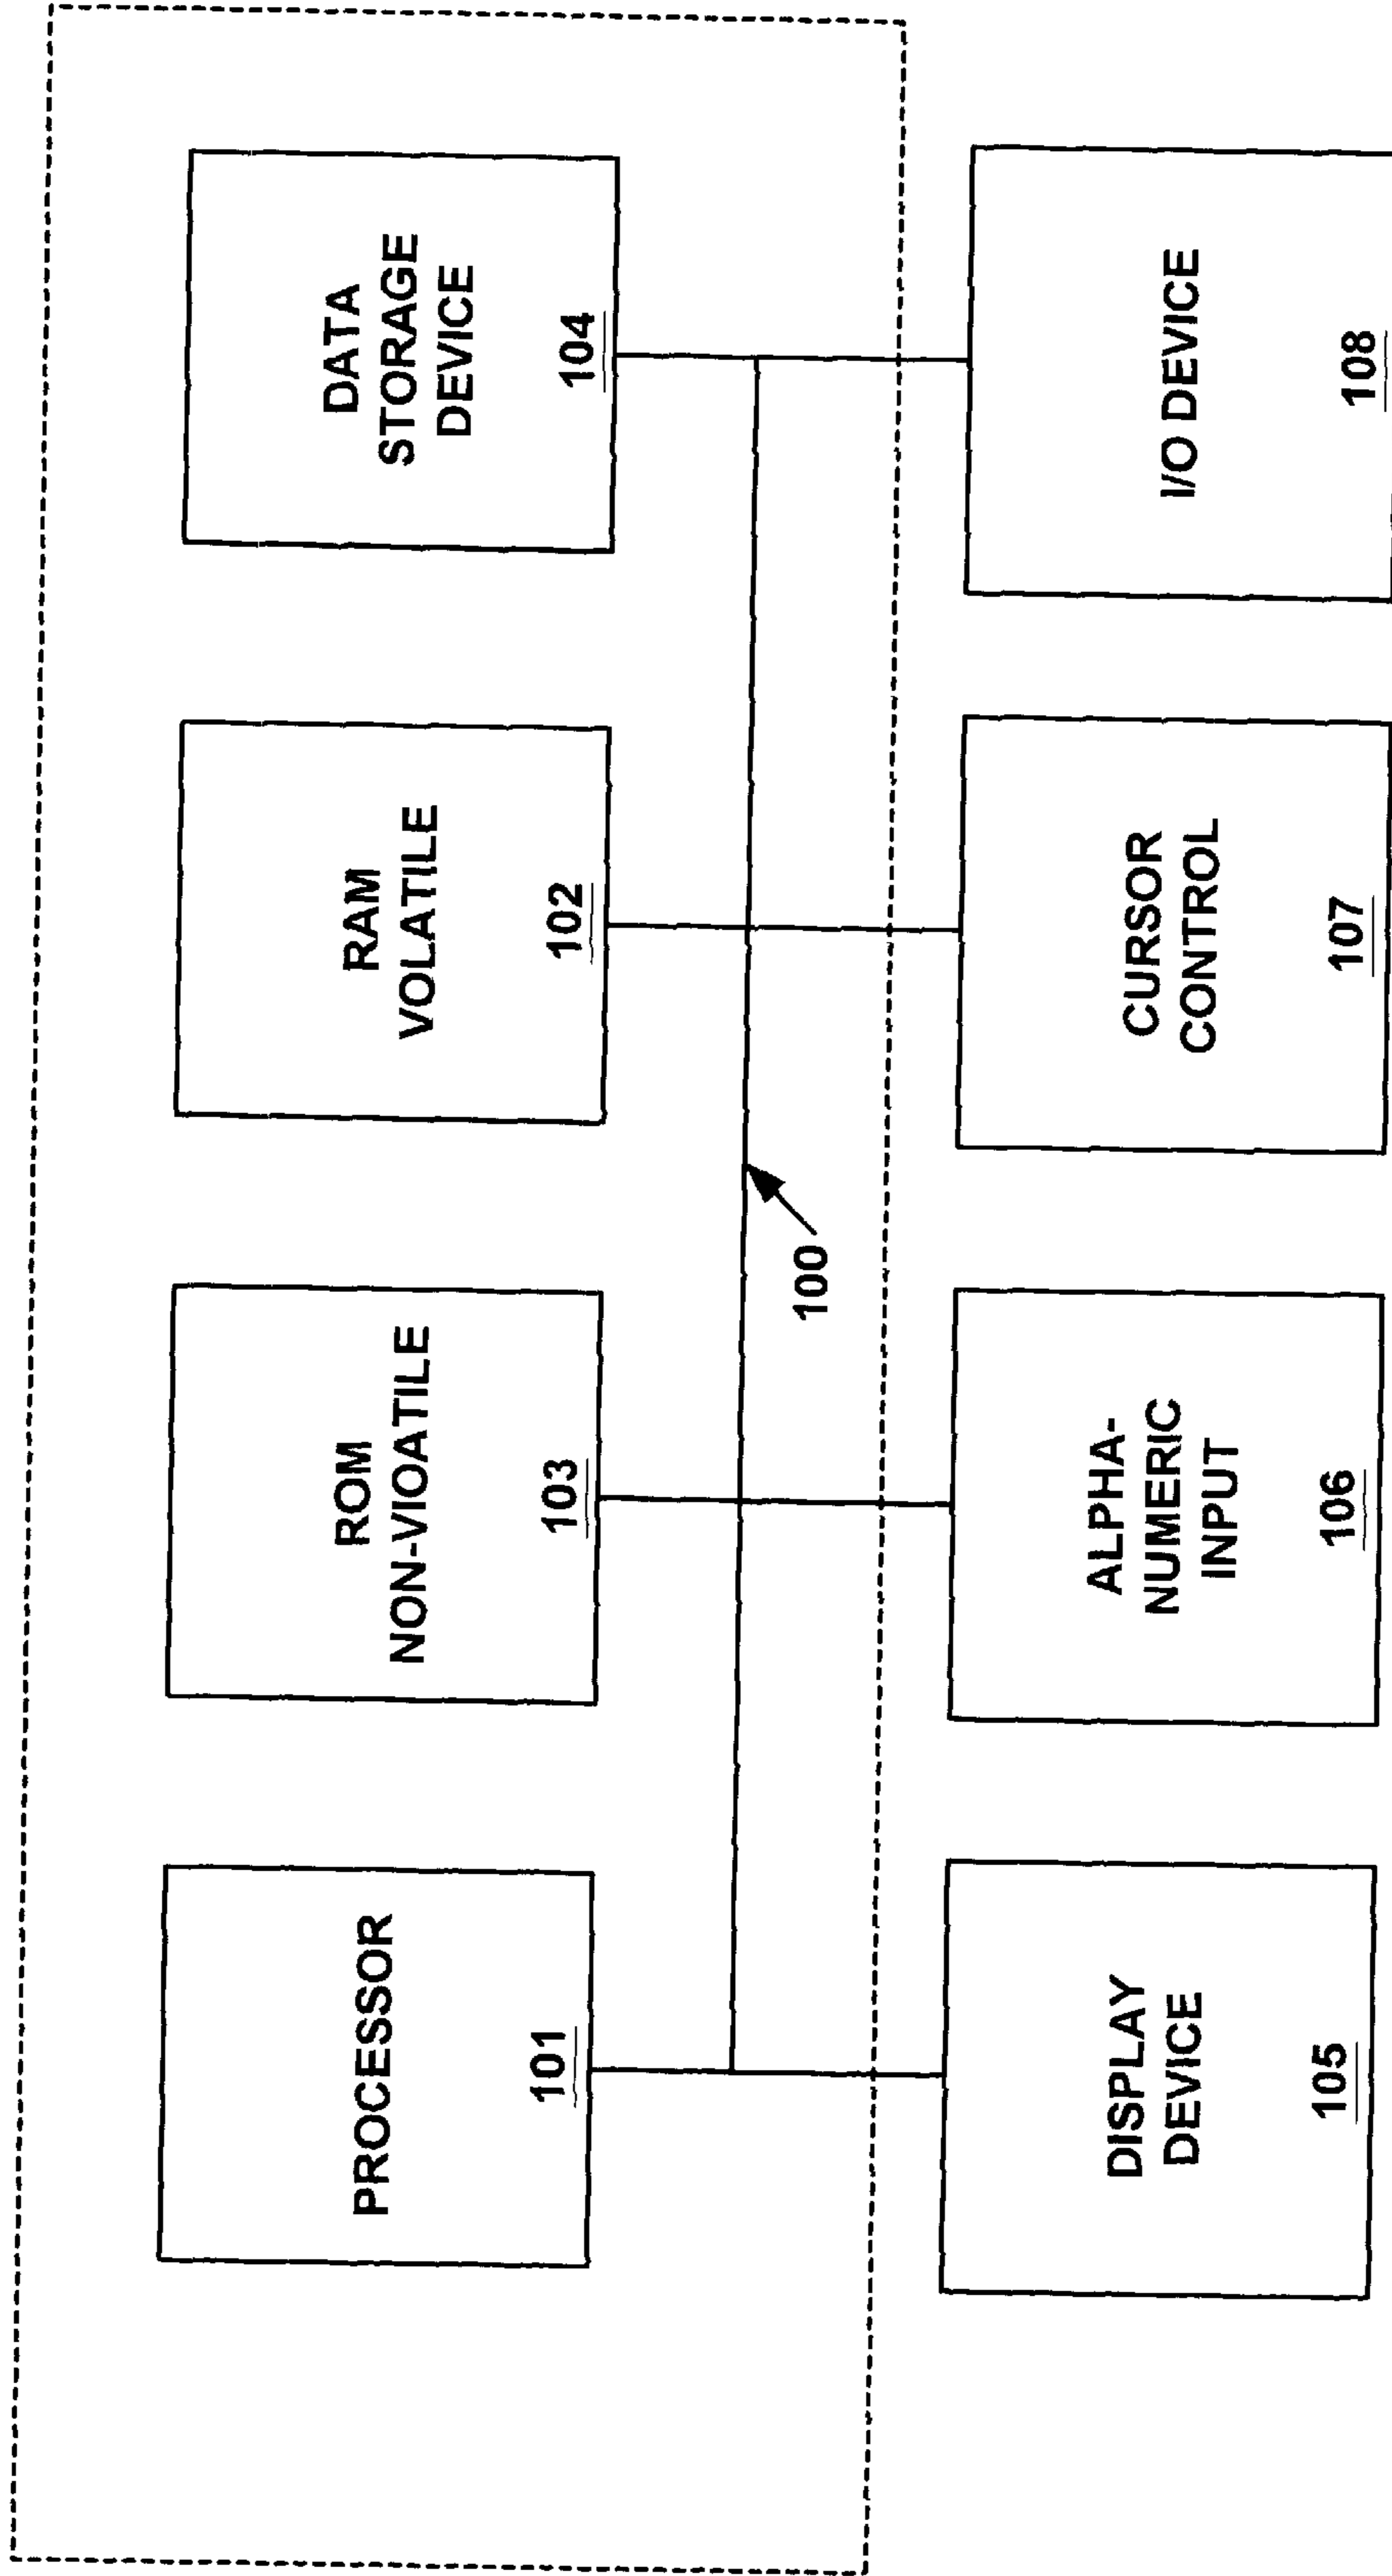 PROCESSOR
101
ROM
NON-VIOATILE
103
RAM
VOLATILE
102
DATA
STORAGE
DEVICE
104
100
DISPLAY
DEVICE
105
ALPHA-
NUMERIC
INPUT
106
CURSOR
CONTROL
107
I/O DEVICE
108